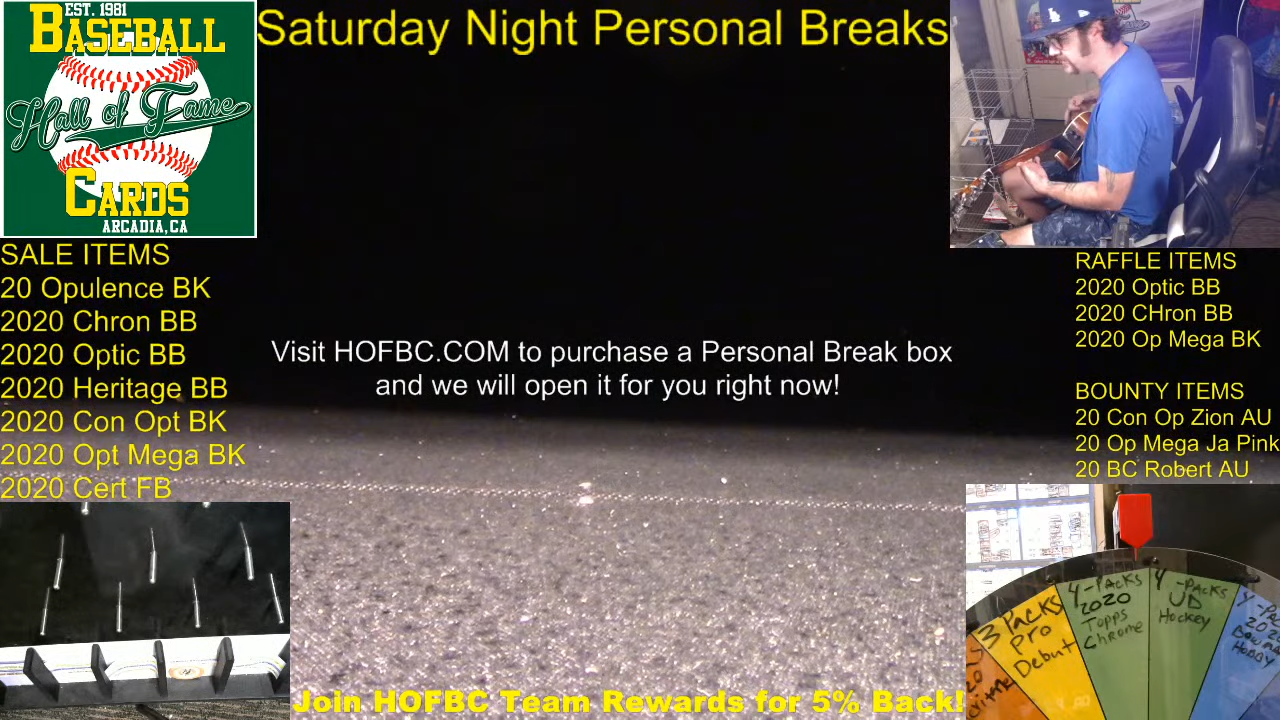 EST. 1981
BASEBALL
Hall of Fame
CARDS
ARCADIA, CA
Saturday Night Personal Breaks
SALE ITEMS
20 Opulence BK
2020 Chron BB
2020 Optic BB
2020 Heritage BB
2020 Con Opt BK
2020 Opt Mega BK
2020 Cert FB
Visit HOFBC.COM to purchase a Personal Break box
and we will open it for you right now!
RAFFLE ITEMS
2020 Optic BB
2020 CHron BB
2020 Op Mega BK
BOUNTY ITEMS
20 Con Op Zion AU
20 Op Mega Ja Pink
20 BC Robert AU
3 PACKS
PRO
Debut
4-PACKS
2020
TOPPS
CHROME
4-PACKS
UD
Hockey
HOBBY
Join HOFBC Team Rewards for 5% Back!